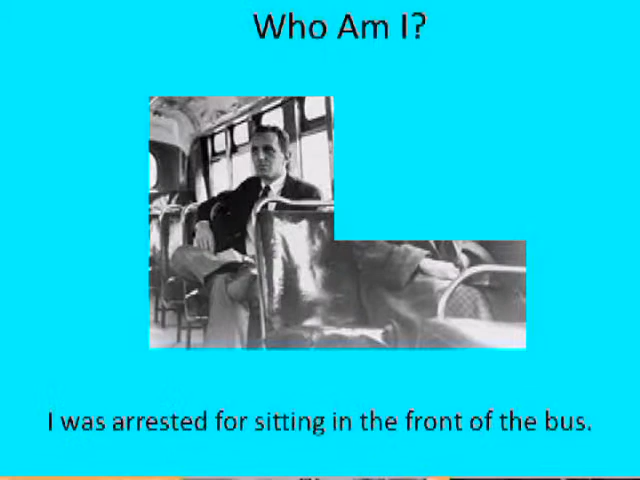 Who Am I?
I was arrested for sitting in the front of the bus.